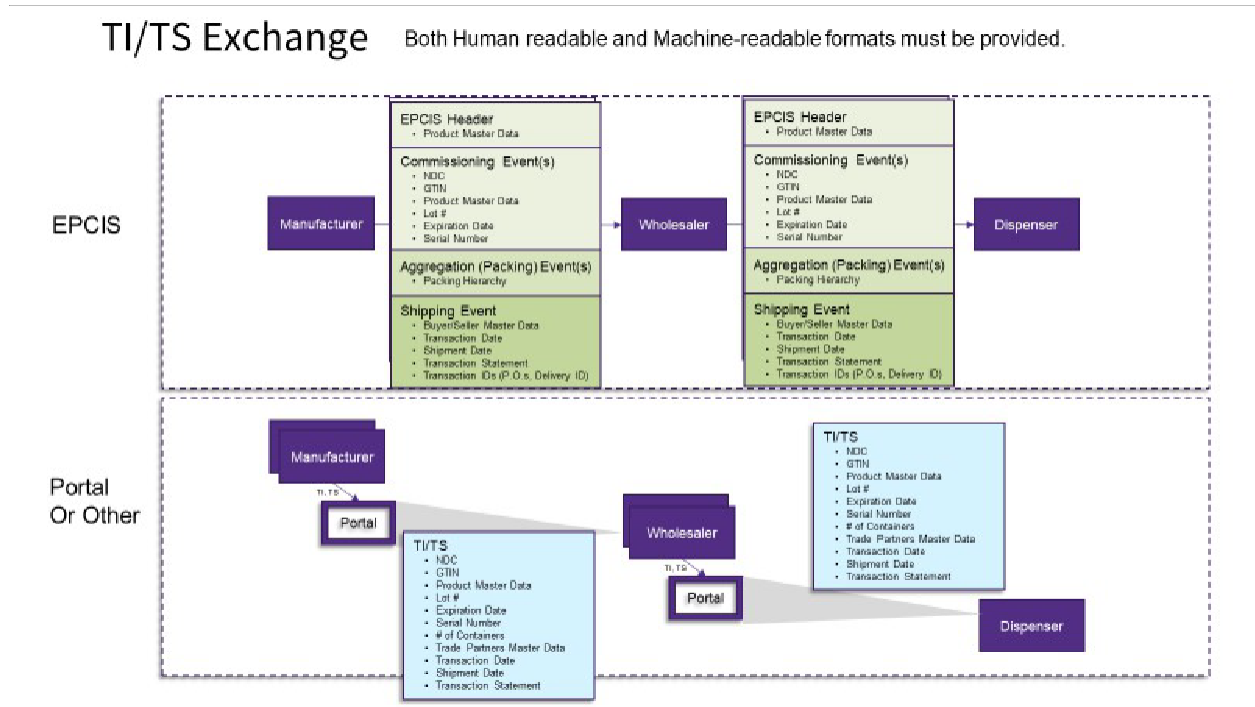 TI/TS Exchange
Both Human readable and Machine-readable formats must be provided.
EPCIS
Manufacturer
EPCIS Header
• Product Master Data
Commissioning Event(s)
• NDC
• GTIN
• Product Master Data
• Lot #
• Expiration Date
• Serial Number
Aggregation (Packing) Event(s)
• Packing Hierarchy
Shipping Event
• Buyer/Seller Master Data
• Transaction Date
• Shipment Date
• Transaction Statement
• Transaction IDs (P.O.s, Delivery ID)
Wholesaler
EPCIS Header
• Product Master Data
Commissioning Event(s)
• NDC
• GTIN
• Product Master Data
• Lot #
• Expiration Date
• Serial Number
Aggregation (Packing) Event(s)
• Packing Hierarchy
Shipping Event
• Buyer/Seller Master Data
• Transaction Date
• Shipment Date
• Transaction Statement
• Transaction IDs (P.O.s, Delivery ID)
Dispenser
Portal
Or Other
Manufacturer
TI, TS
Portal
TI/TS
• NDC
• GTIN
• Product Master Data
• Lot #
• Expiration Date
• Serial Number
• # of Containers
• Trade Partners Master Data
• Transaction Date
• Shipment Date
• Transaction Statement
Wholesaler
TI, TS
Portal
TI/TS
• NDC
• GTIN
• Product Master Data
• Lot #
• Expiration Date
• Serial Number
• # of Containers
• Trade Partners Master Data
• Transaction Date
• Shipment Date
• Transaction Statement
Dispenser